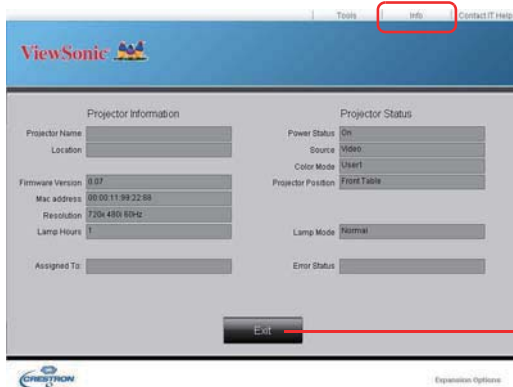 Tools Info Contact IT Help
ViewSonic
Projector Information
Projector Name
Location
Firmware Version 0.07
Mac address 00:00:11:99:22:88
Resolution 720x 480i 60Hz
Lamp Hours 1
Assigned To:
Projector Status
Power Status On
Source Video
Color Mode User1
Projector Position Front Table
Lamp Mode Normal
Error Status
Exit
CRESTRON
Expansion Options